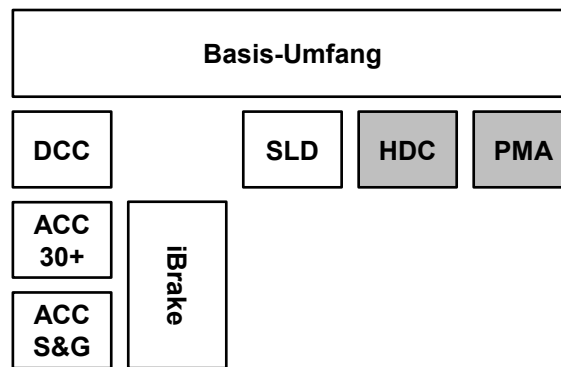 Basis-Umfang
DCC
SLD
HDC
PMA
ACC
30+
iBrake
ACC
S&G